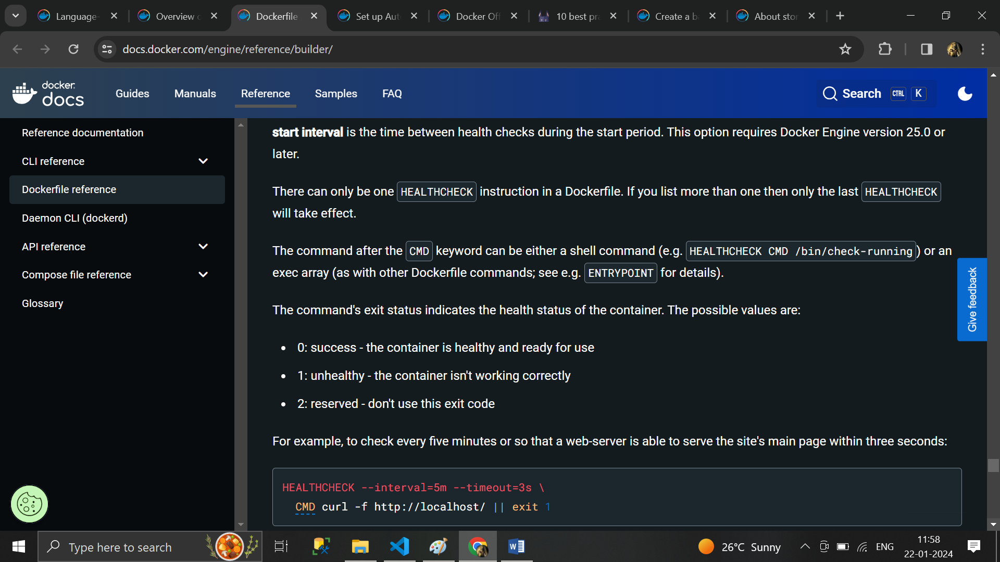 Language-
Overview c
Dockerfile
Set up Aut
Docker Off
10 best pra
Create a ba
About stor
docs.docker.com/engine/reference/builder/
docker
docs
Guides
Manuals
Reference
Samples
FAQ
Search
CTRL
K
Reference documentation
CLI reference
Dockerfile reference
Daemon CLI (dockerd)
API reference
Compose file reference
Glossary
start interval is the time between health checks during the start period. This option requires Docker Engine version 25.0 or
later.
There can only be one HEALTHCHECK instruction in a Dockerfile. If you list more than one then only the last HEALTHCHECK
will take effect.
The command after the CMD keyword can be either a shell command (e.g. HEALTHCHECK CMD /bin/check-running) or an
exec array (as with other Dockerfile commands; see e.g. ENTRYPOINT for details).
The command's exit status indicates the health status of the container. The possible values are:
• 0: success - the container is healthy and ready for use
• 1: unhealthy - the container isn't working correctly
• 2: reserved - don't use this exit code
For example, to check every five minutes or so that a web-server is able to serve the site's main page within three seconds:
HEALTHCHECK --interval=5m --timeout=3s \
CMD curl -f http://localhost/ || exit 1
Give feedback
Type here to search
26°C Sunny
ENG
11:58
22-01-2024